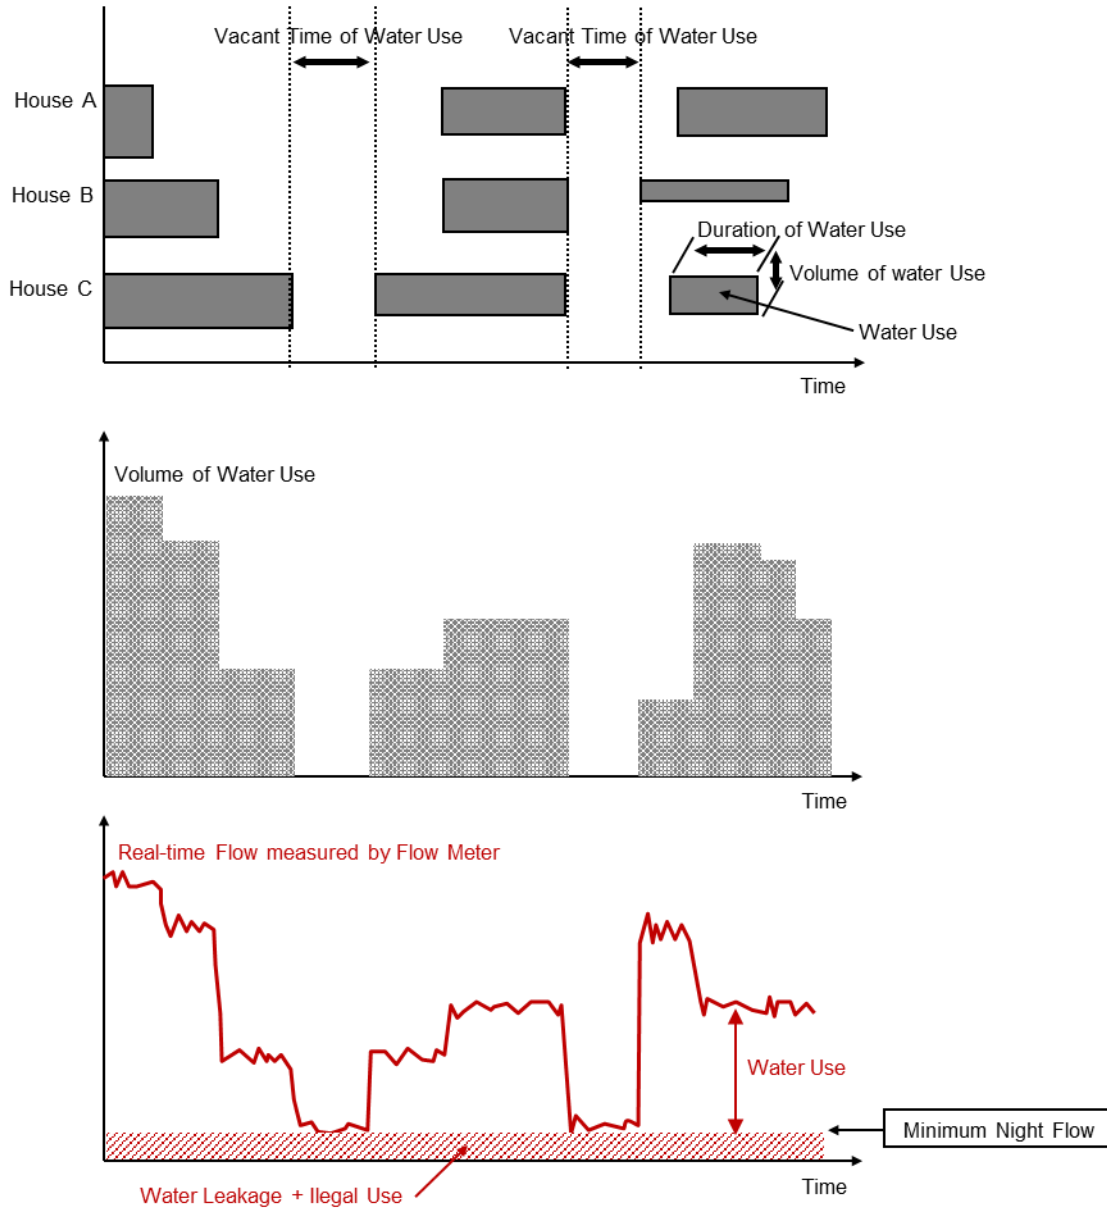 Vacant Time of Water Use
Vacant Time of Water Use
House A
House B
Duration of Water Use
House C
Volume of water Use
Water Use
Time
Volume of Water Use
Time
Real-time Flow measured by Flow Meter
Water Use
Minimum Night Flow
Water Leakage + Ilegal Use
Time